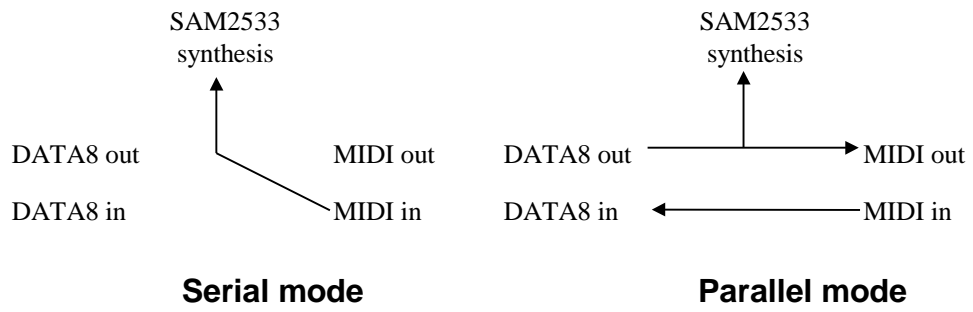 SAM2533
synthesis
DATA8 out
MIDI out
DATA8 in
MIDI in
Serial mode
SAM2533
synthesis
DATA8 out
MIDI out
DATA8 in
MIDI in
Parallel mode